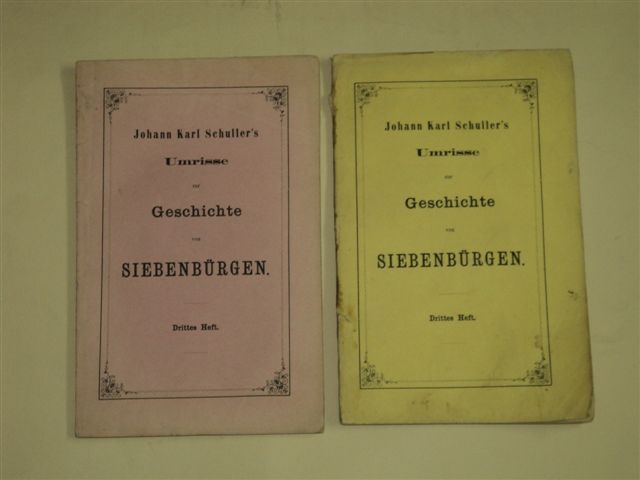 Johann Karl Schuller's
Umrisse
zur
Geschichte
von
SIEBENBÜRGEN.
Drittes Heft.
Johann Karl Schuller's
Umrisse
zur
Geschichte
von
SIEBENBÜRGEN.
Drittes Heft.